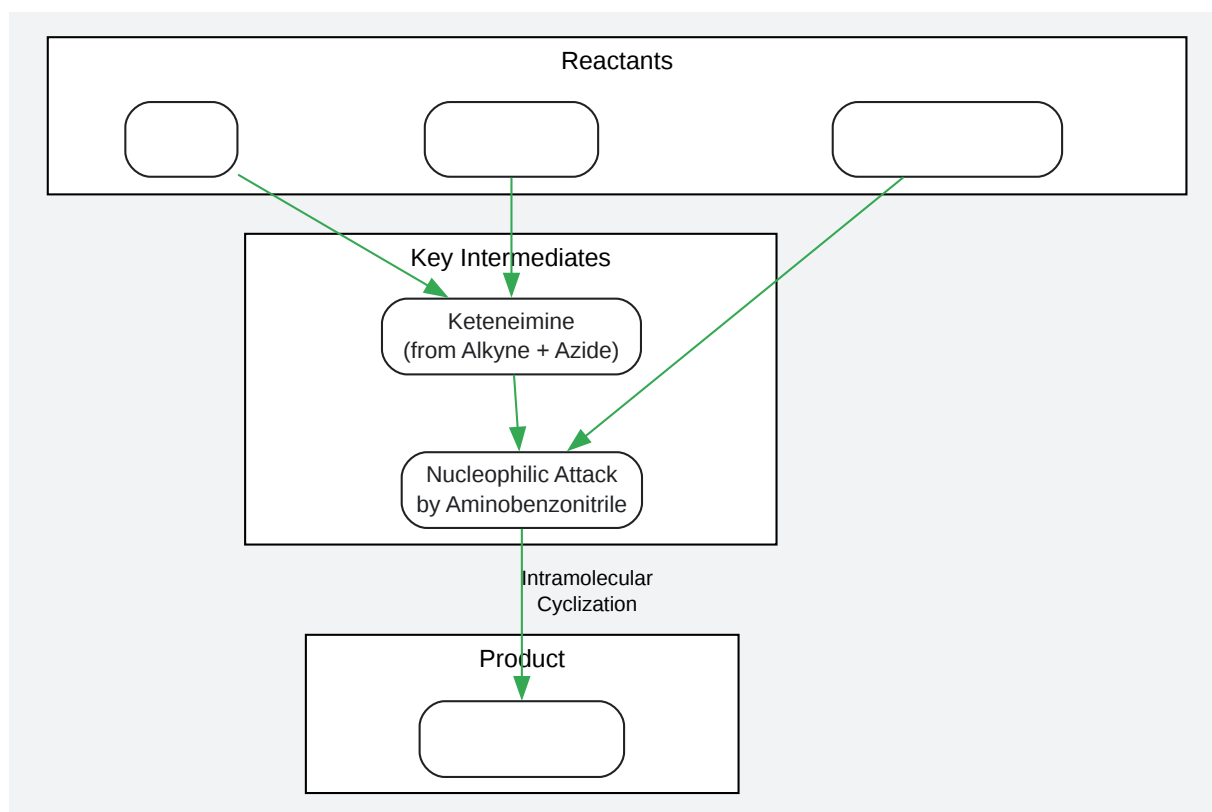 Reactants
Key Intermediates
Keteneimine
(from Alkyne + Azide)
Nucleophilic Attack
by Aminobenzonitrile
Intramolecular
Cyclization
Product